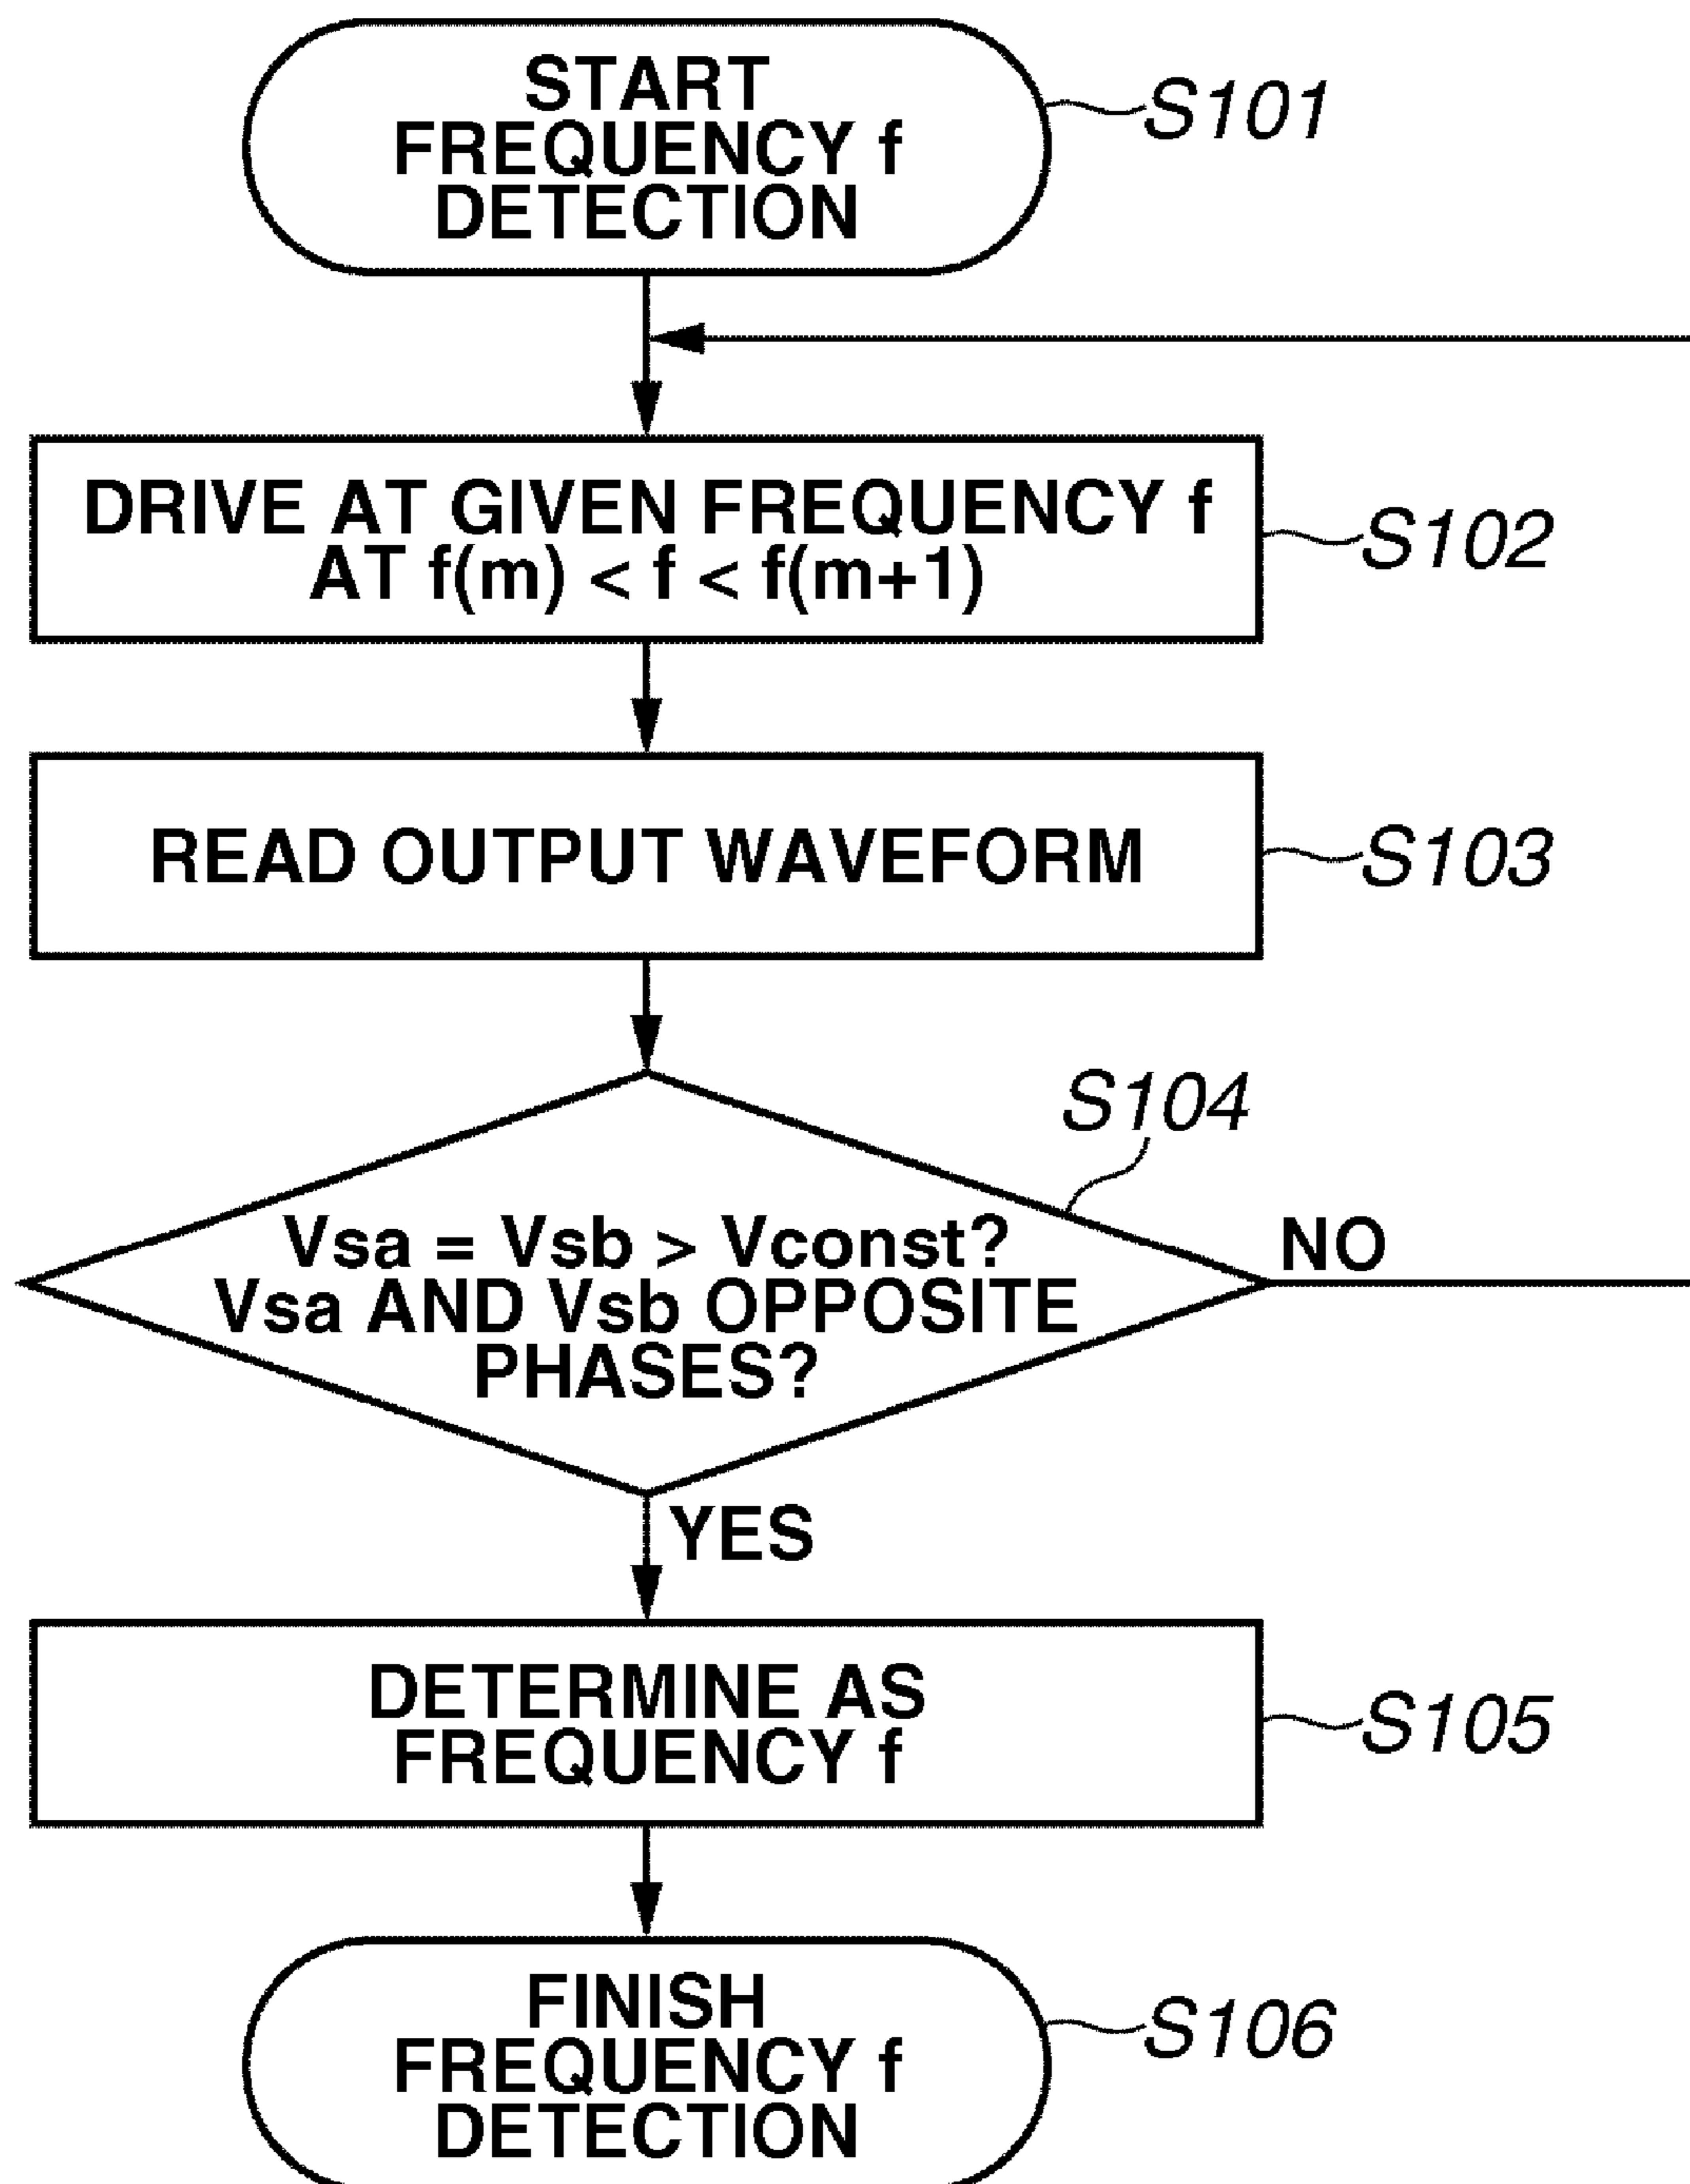 START
FREQUENCY f
DETECTION
S101
DRIVE AT GIVEN FREQUENCY f
AT f(m) < f < f(m+1)
S102
READ OUTPUT WAVEFORM
S103
S104
Vsa = Vsb > Vconst?
Vsa AND Vsb OPPOSITE
PHASES?
NO
YES
DETERMINE AS
FREQUENCY f
S105
FINISH
FREQUENCY f
DETECTION
S106